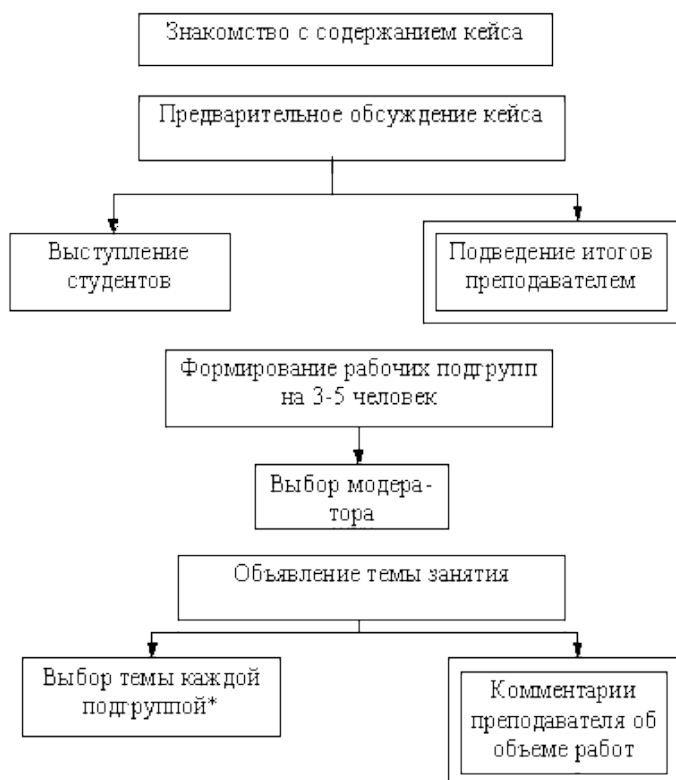 Знакомство с содержанием кейса
Предварительное обсуждение кейса
Выступление
студентов
Подведение итогов
преподавателем
Формирование рабочих подгрупп
на 3-5 человек
Выбор модера-
тора
Объявление темы занятия
Выбор темы каждой
подгруппой*
Комментарии
преподавателя об
объеме работ